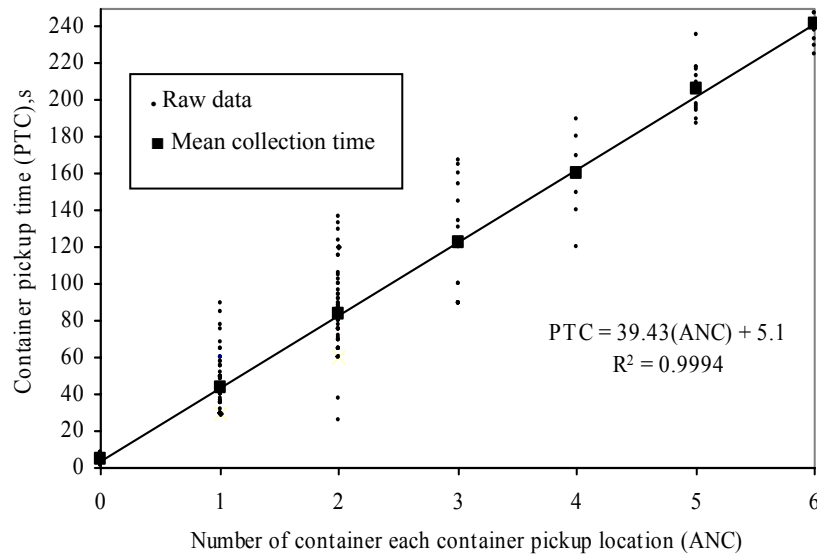 240
220
200
180
160
140
120
100
80
60
40
20
0
Container pickup time (PTC),s
Raw data
Mean collection time
PTC = 39.43(ANC) + 5.1
R² = 0.9994
0 1 2 3 4 5 6
Number of container each container pickup location (ANC)